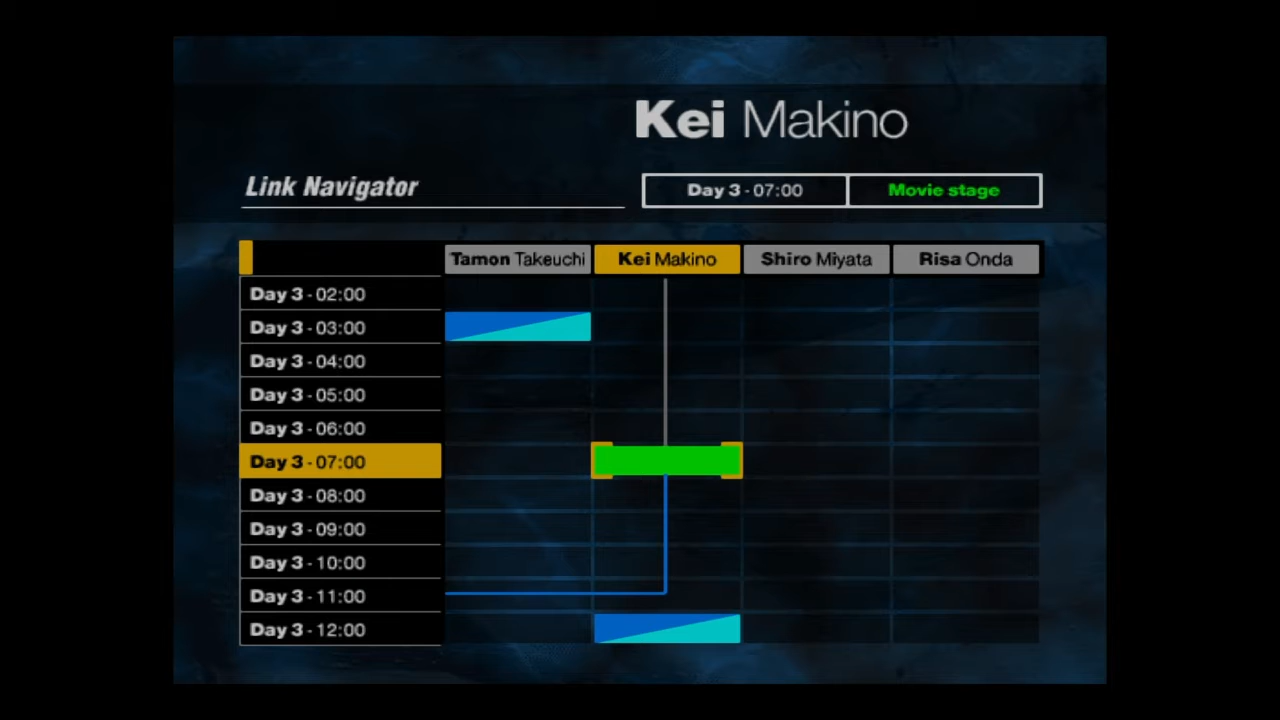 Kei Makino
Link Navigator
Day 3 - 07:00 Movie stage
Tamon Takeuchi Kei Makino Shiro Miyata Risa Onda
Day 3 - 02:00
Day 3 - 03:00
Day 3 - 04:00
Day 3 - 05:00
Day 3 - 06:00
Day 3 - 07:00
Day 3 - 08:00
Day 3 - 09:00
Day 3 - 10:00
Day 3 - 11:00
Day 3 - 12:00